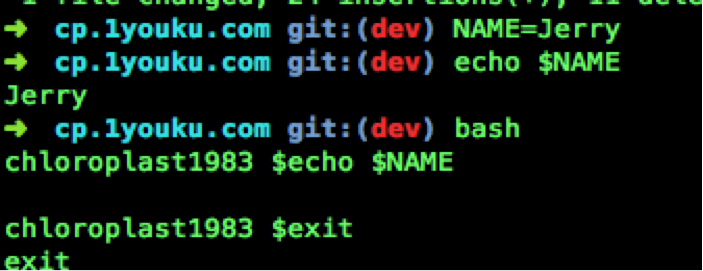 ➜ cp.1youku.com git:(dev) NAME=Jerry
➜ cp.1youku.com git:(dev) echo $NAME
Jerry
➜ cp.1youku.com git:(dev) bash
chloroplast1983 $echo $NAME
chloroplast1983 $exit
exit